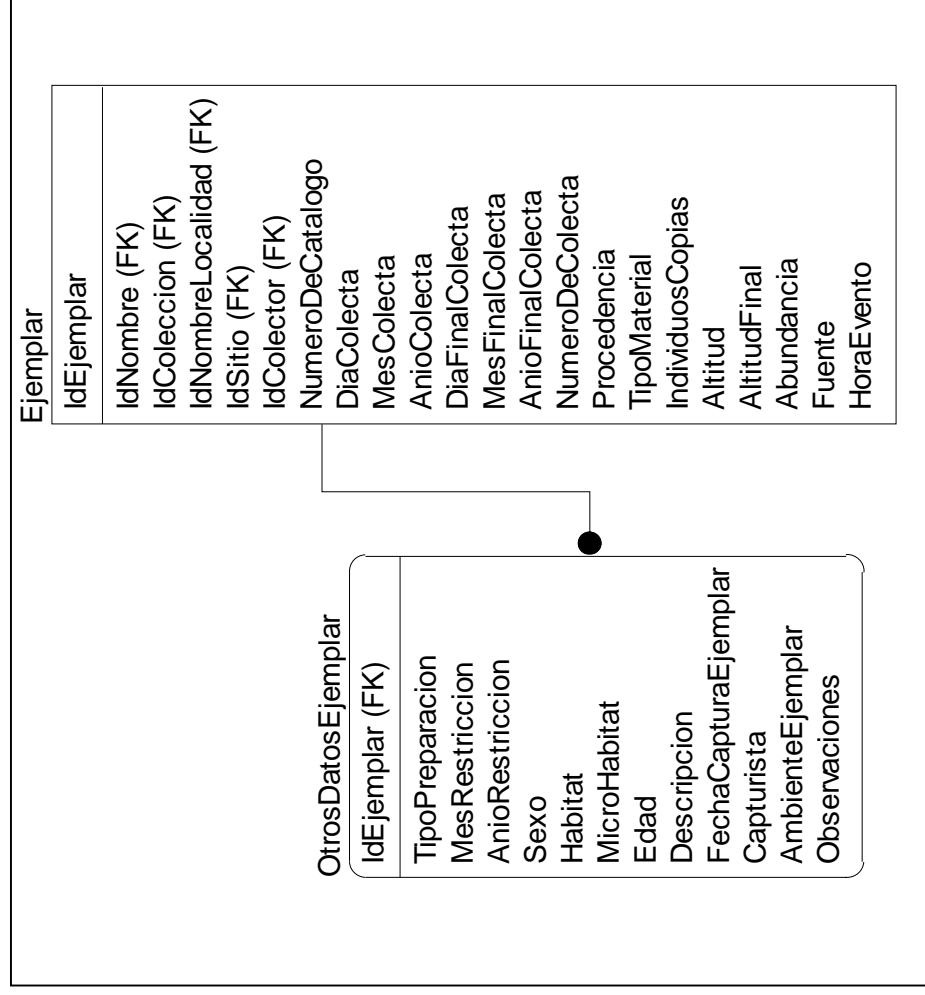 Ejemplar
IdEjemplar
IdNombre (FK)
IdColeccion (FK)
IdNombreLocalidad (FK)
IdSitio (FK)
IdColector (FK)
NumeroDeCatalogo
DiaColecta
MesColecta
AnioColecta
DiaFinalColecta
MesFinalColecta
AnioFinalColecta
NumeroDeColecta
Procedencia
TipoMaterial
IndividuosCopias
Altitud
AltitudFinal
Abundancia
Fuente
HoraEvento
OtrosDatosEjemplar
IdEjemplar (FK)
TipoPreparacion
MesRestriccion
AnioRestriccion
Sexo
Habitat
MicroHabitat
Edad
Descripcion
FechaCapturaEjemplar
Capturista
AmbienteEjemplar
Observaciones